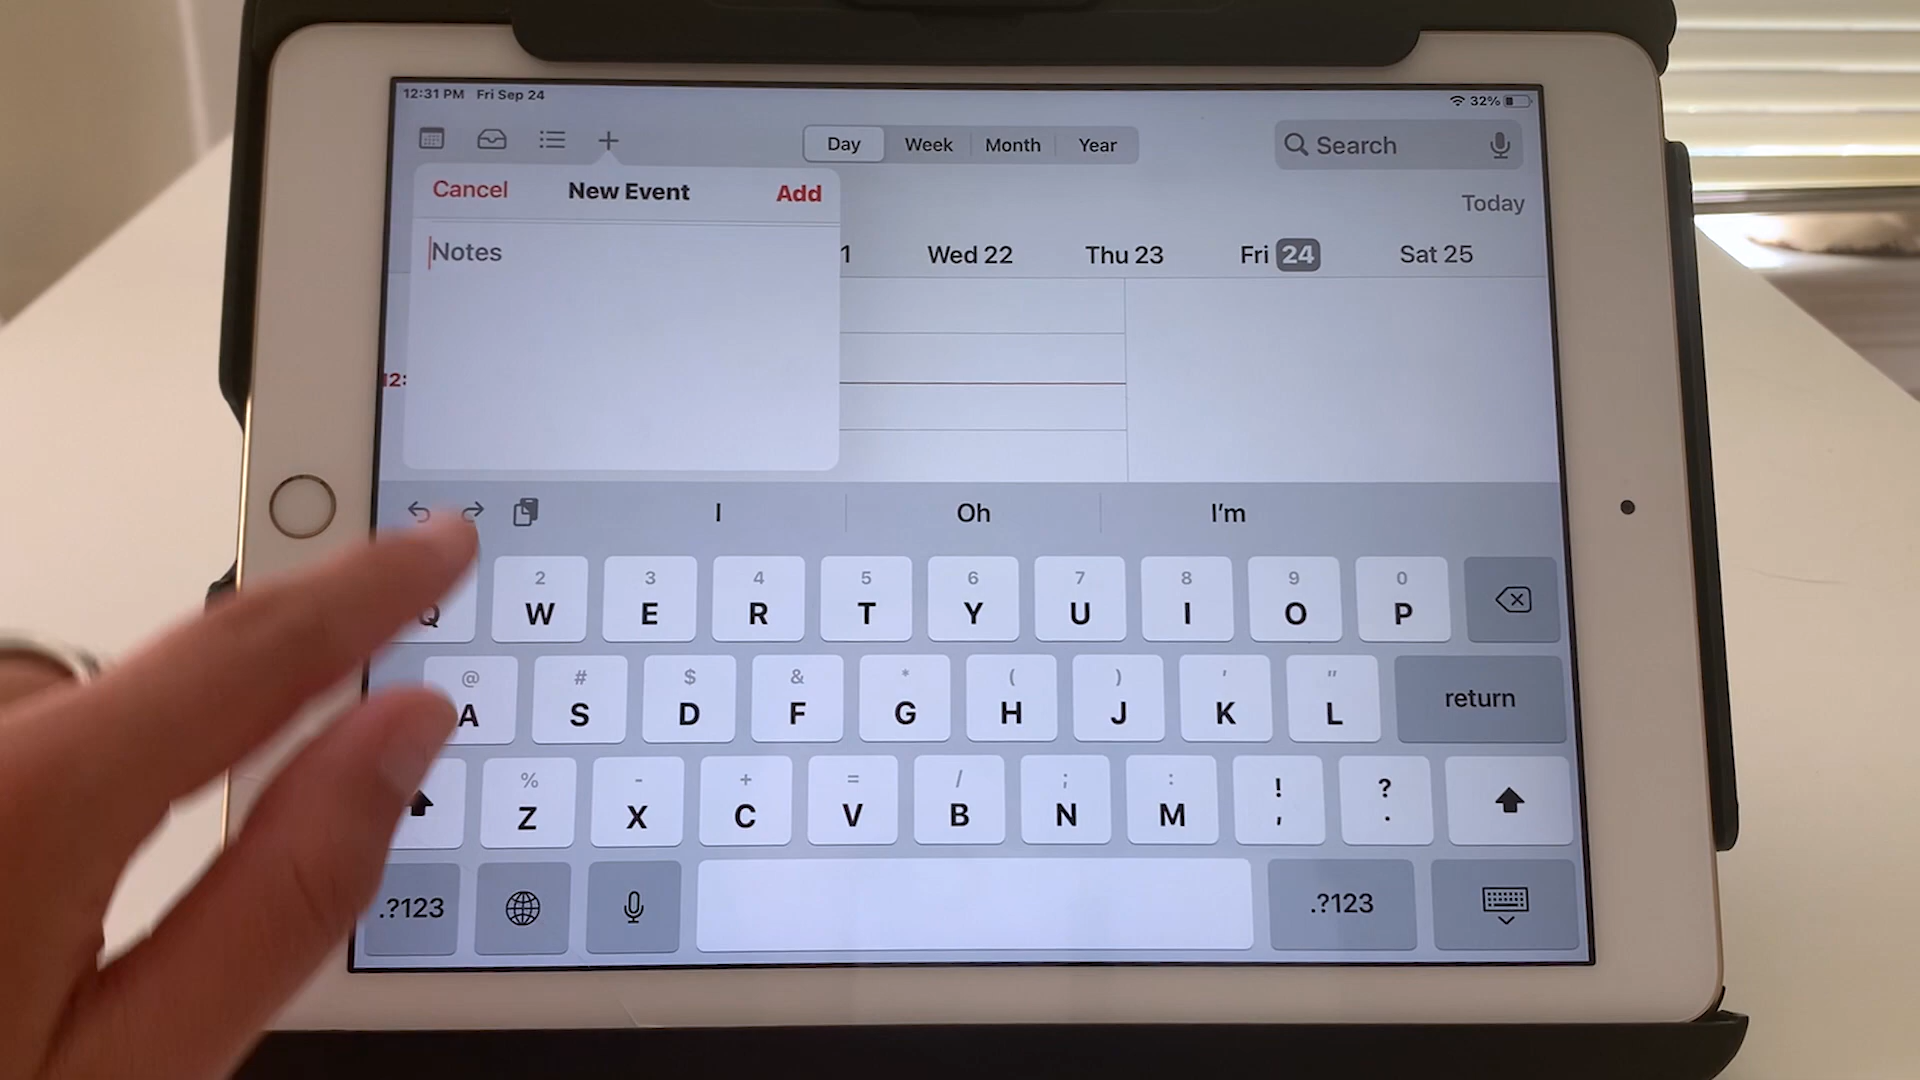 12:31 PM Fri Sep 24
32%
Day Week Month Year
Search
Cancel New Event Add
Today
Notes
1 Wed 22 Thu 23 Fri 24 Sat 25
12:
I Oh I'm
2 3 4 5 6 7 8 9 0
Q W E R T Y U I O P
@ # $ & * ( ) ' "
A S D F G H J K L return
% - + = / ; : ! ?
Z X C V B N M , .
.?123 .?123